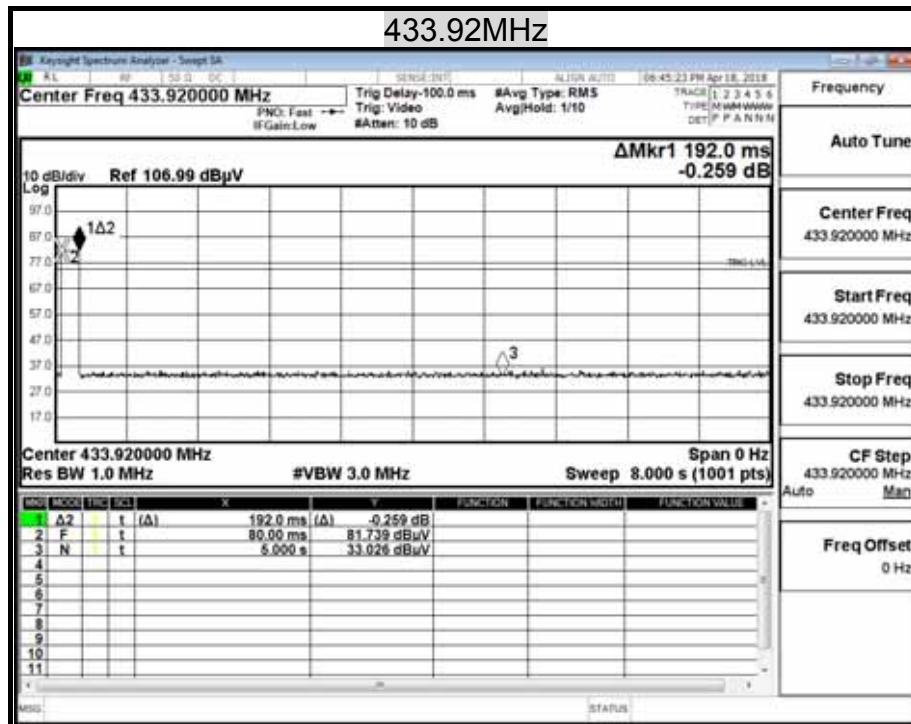 433.92MHz
Keysight Spectrum Analyzer - Swept SA
RL RF 50 Ω DC SENSE:INT ALIGN AUTO 06:45:23 PM Apr 18, 2018
Center Freq 433.920000 MHz
PNO: Fast
IFGain:Low
Trig Delay-100.0 ms
Trig: Video
#Atten: 10 dB
#Avg Type: RMS
Avg|Hold: 1/10
TRACE 1 2 3 4 5 6
TYPE M WM WWWW
DET P P A N N N
ΔMkr1 192.0 ms
-0.259 dB
10 dB/div Ref 106.99 dBµV
Log
97.0
87.0
77.0
67.0
57.0
47.0
37.0
27.0
17.0
1Δ2
2
TRIG LVL
3
Center 433.920000 MHz Span 0 Hz
Res BW 1.0 MHz #VBW 3.0 MHz Sweep 8.000 s (1001 pts)
MKR MODE TRC SCL X Y FUNCTION FUNCTION WIDTH FUNCTION VALUE
1 Δ2 1 t (Δ) 192.0 ms (Δ) -0.259 dB
2 F 1 t 80.00 ms 81.739 dBµV
3 N 1 t 5.000 s 33.026 dBµV
4
5
6
7
8
9
10
11
MSG STATUS
Frequency
Auto Tune
Center Freq
433.920000 MHz
Start Freq
433.920000 MHz
Stop Freq
433.920000 MHz
CF Step
433.920000 MHz
Auto Man
Freq Offset
0 Hz